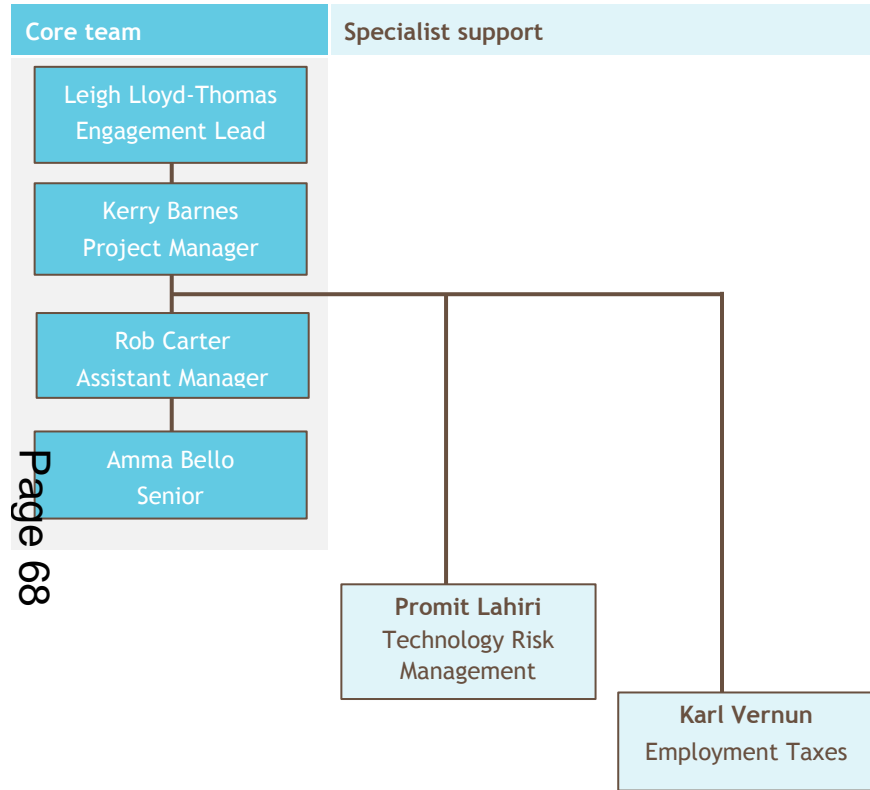 Core team
Specialist support
Leigh Lloyd-Thomas
Engagement Lead
Kerry Barnes
Project Manager
Rob Carter
Assistant Manager
Amma Bello
Senior
Page 68
Promit Lahiri
Technology Risk
Management
Karl Vernun
Employment Taxes